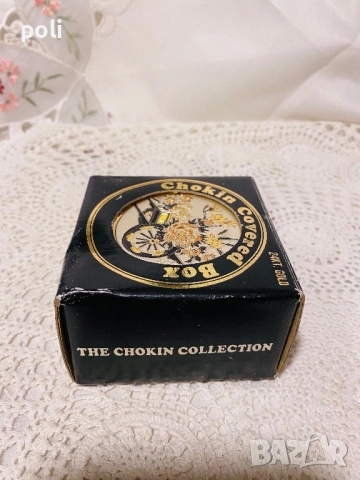 poli
Chokin Covered Box
24KT. GOLD
THE CHOKIN COLLECTION
BAZAR